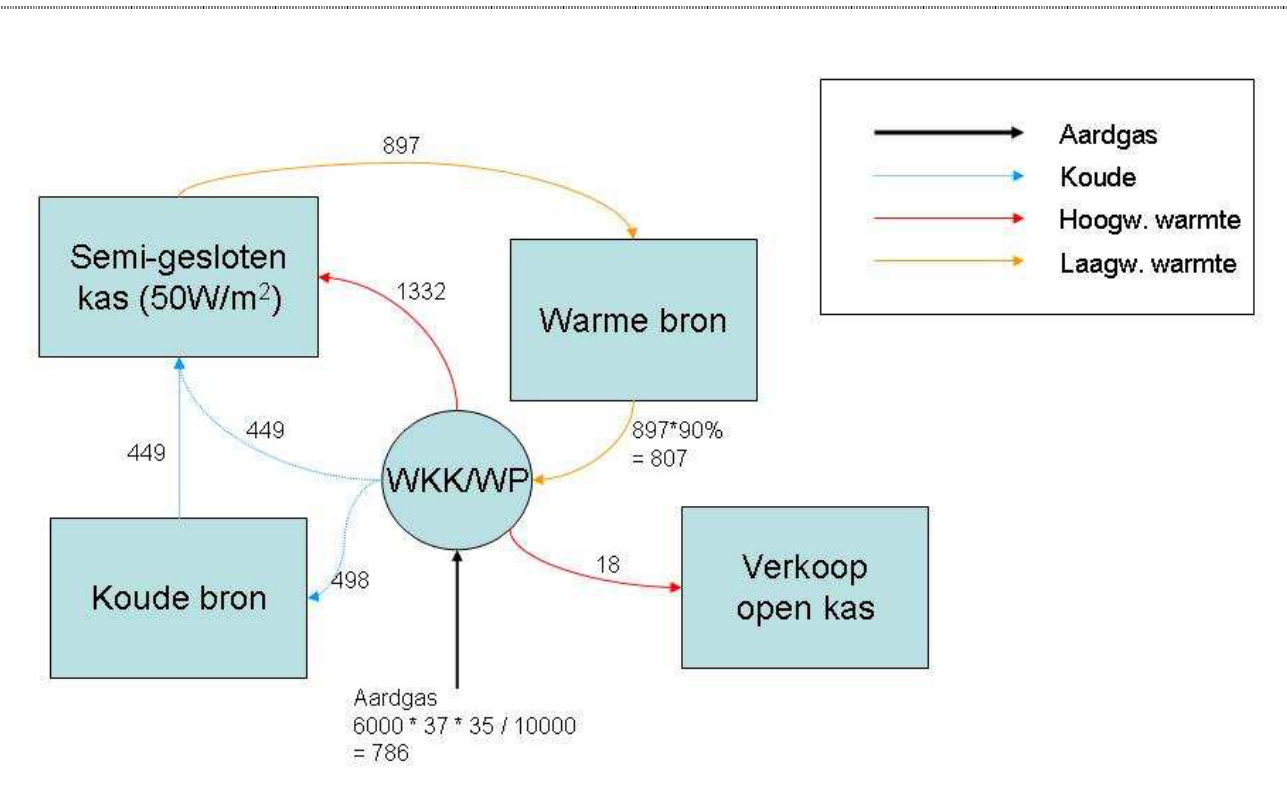 897
Semi-gesloten
kas (50W/m²)
1332
Warme bron
Aardgas
Koude
Hoogw. warmte
Laagw. warmte
449
449
897*90%
= 807
WKK/WP
Koude bron
498
18
Verkoop
open kas
Aardgas
6000 * 37 * 35 / 10000
= 786